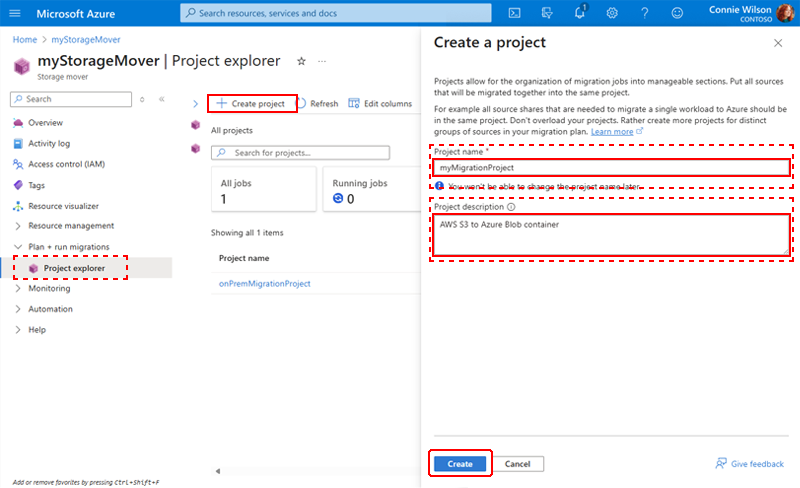 Microsoft Azure
Search resources, services and docs
1
Connie Wilson
CONTOSO
Home > myStorageMover >
myStorageMover | Project explorer
Storage mover
Search
Overview
Activity log
Access control (IAM)
Tags
Resource visualizer
Resource management
Plan + run migrations
Project explorer
Monitoring
Automation
Help
Add or remove favorites by pressing Ctrl+Shift+F
Create project
Refresh
Edit columns
All projects
Search for projects...
All jobs
1
Running jobs
0
Showing all 1 items
Project name
onPremMigrationProject
Create a project
Projects allow for the organization of migration jobs into manageable sections. Put all sources
that will be migrated together into the same project.
For example all source shares that are needed to migrate a single workload to Azure should be
in the same project. Don't overload your projects. Rather create more projects for distinct
groups of sources in your migration plan. Learn more
Project name *
myMigrationProject
You won't be able to change the project name later.
Project description
AWS S3 to Azure Blob container
Create
Cancel
Give feedback